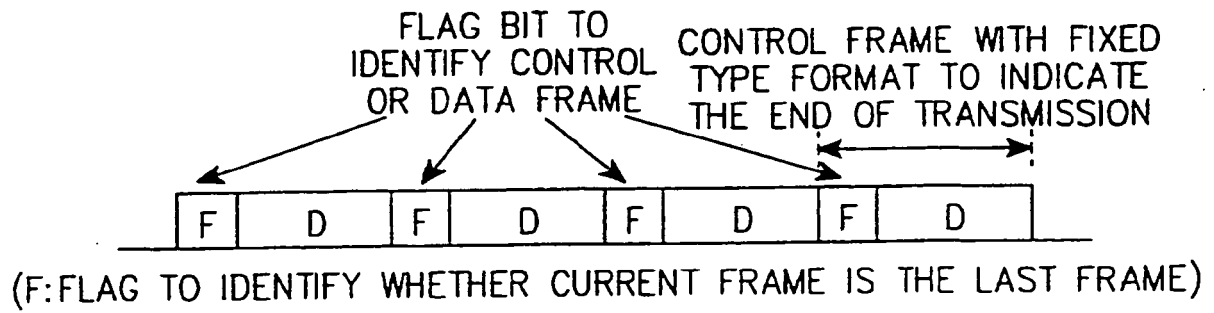 FLAG BIT TO
IDENTIFY CONTROL
OR DATA FRAME
CONTROL FRAME WITH FIXED
TYPE FORMAT TO INDICATE
THE END OF TRANSMISSION
F D F D F D F D
(F:FLAG TO IDENTIFY WHETHER CURRENT FRAME IS THE LAST FRAME)